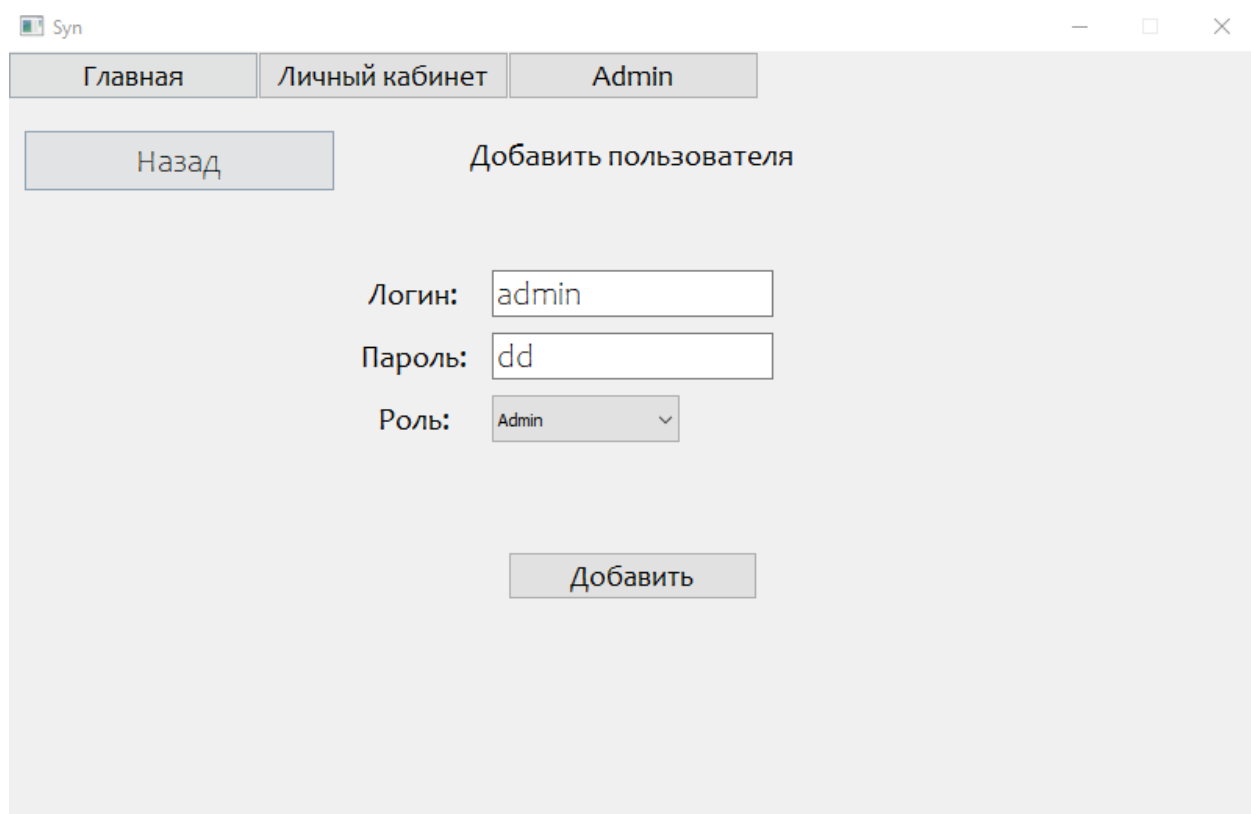 Syn
Главная Личный кабинет Admin
Назад Добавить пользователя
Логин: admin
Пароль: dd
Роль: Admin
Добавить